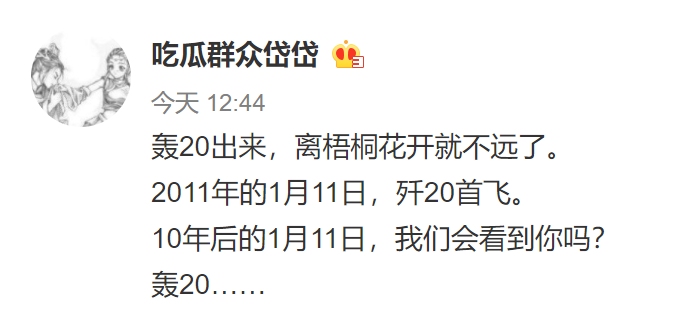 吃瓜群众岱岱
今天 12:44
轰20出来，离梧桐花开就不远了。
2011年的1月11日，歼20首飞。
10年后的1月11日，我们会看到你吗？
轰20……